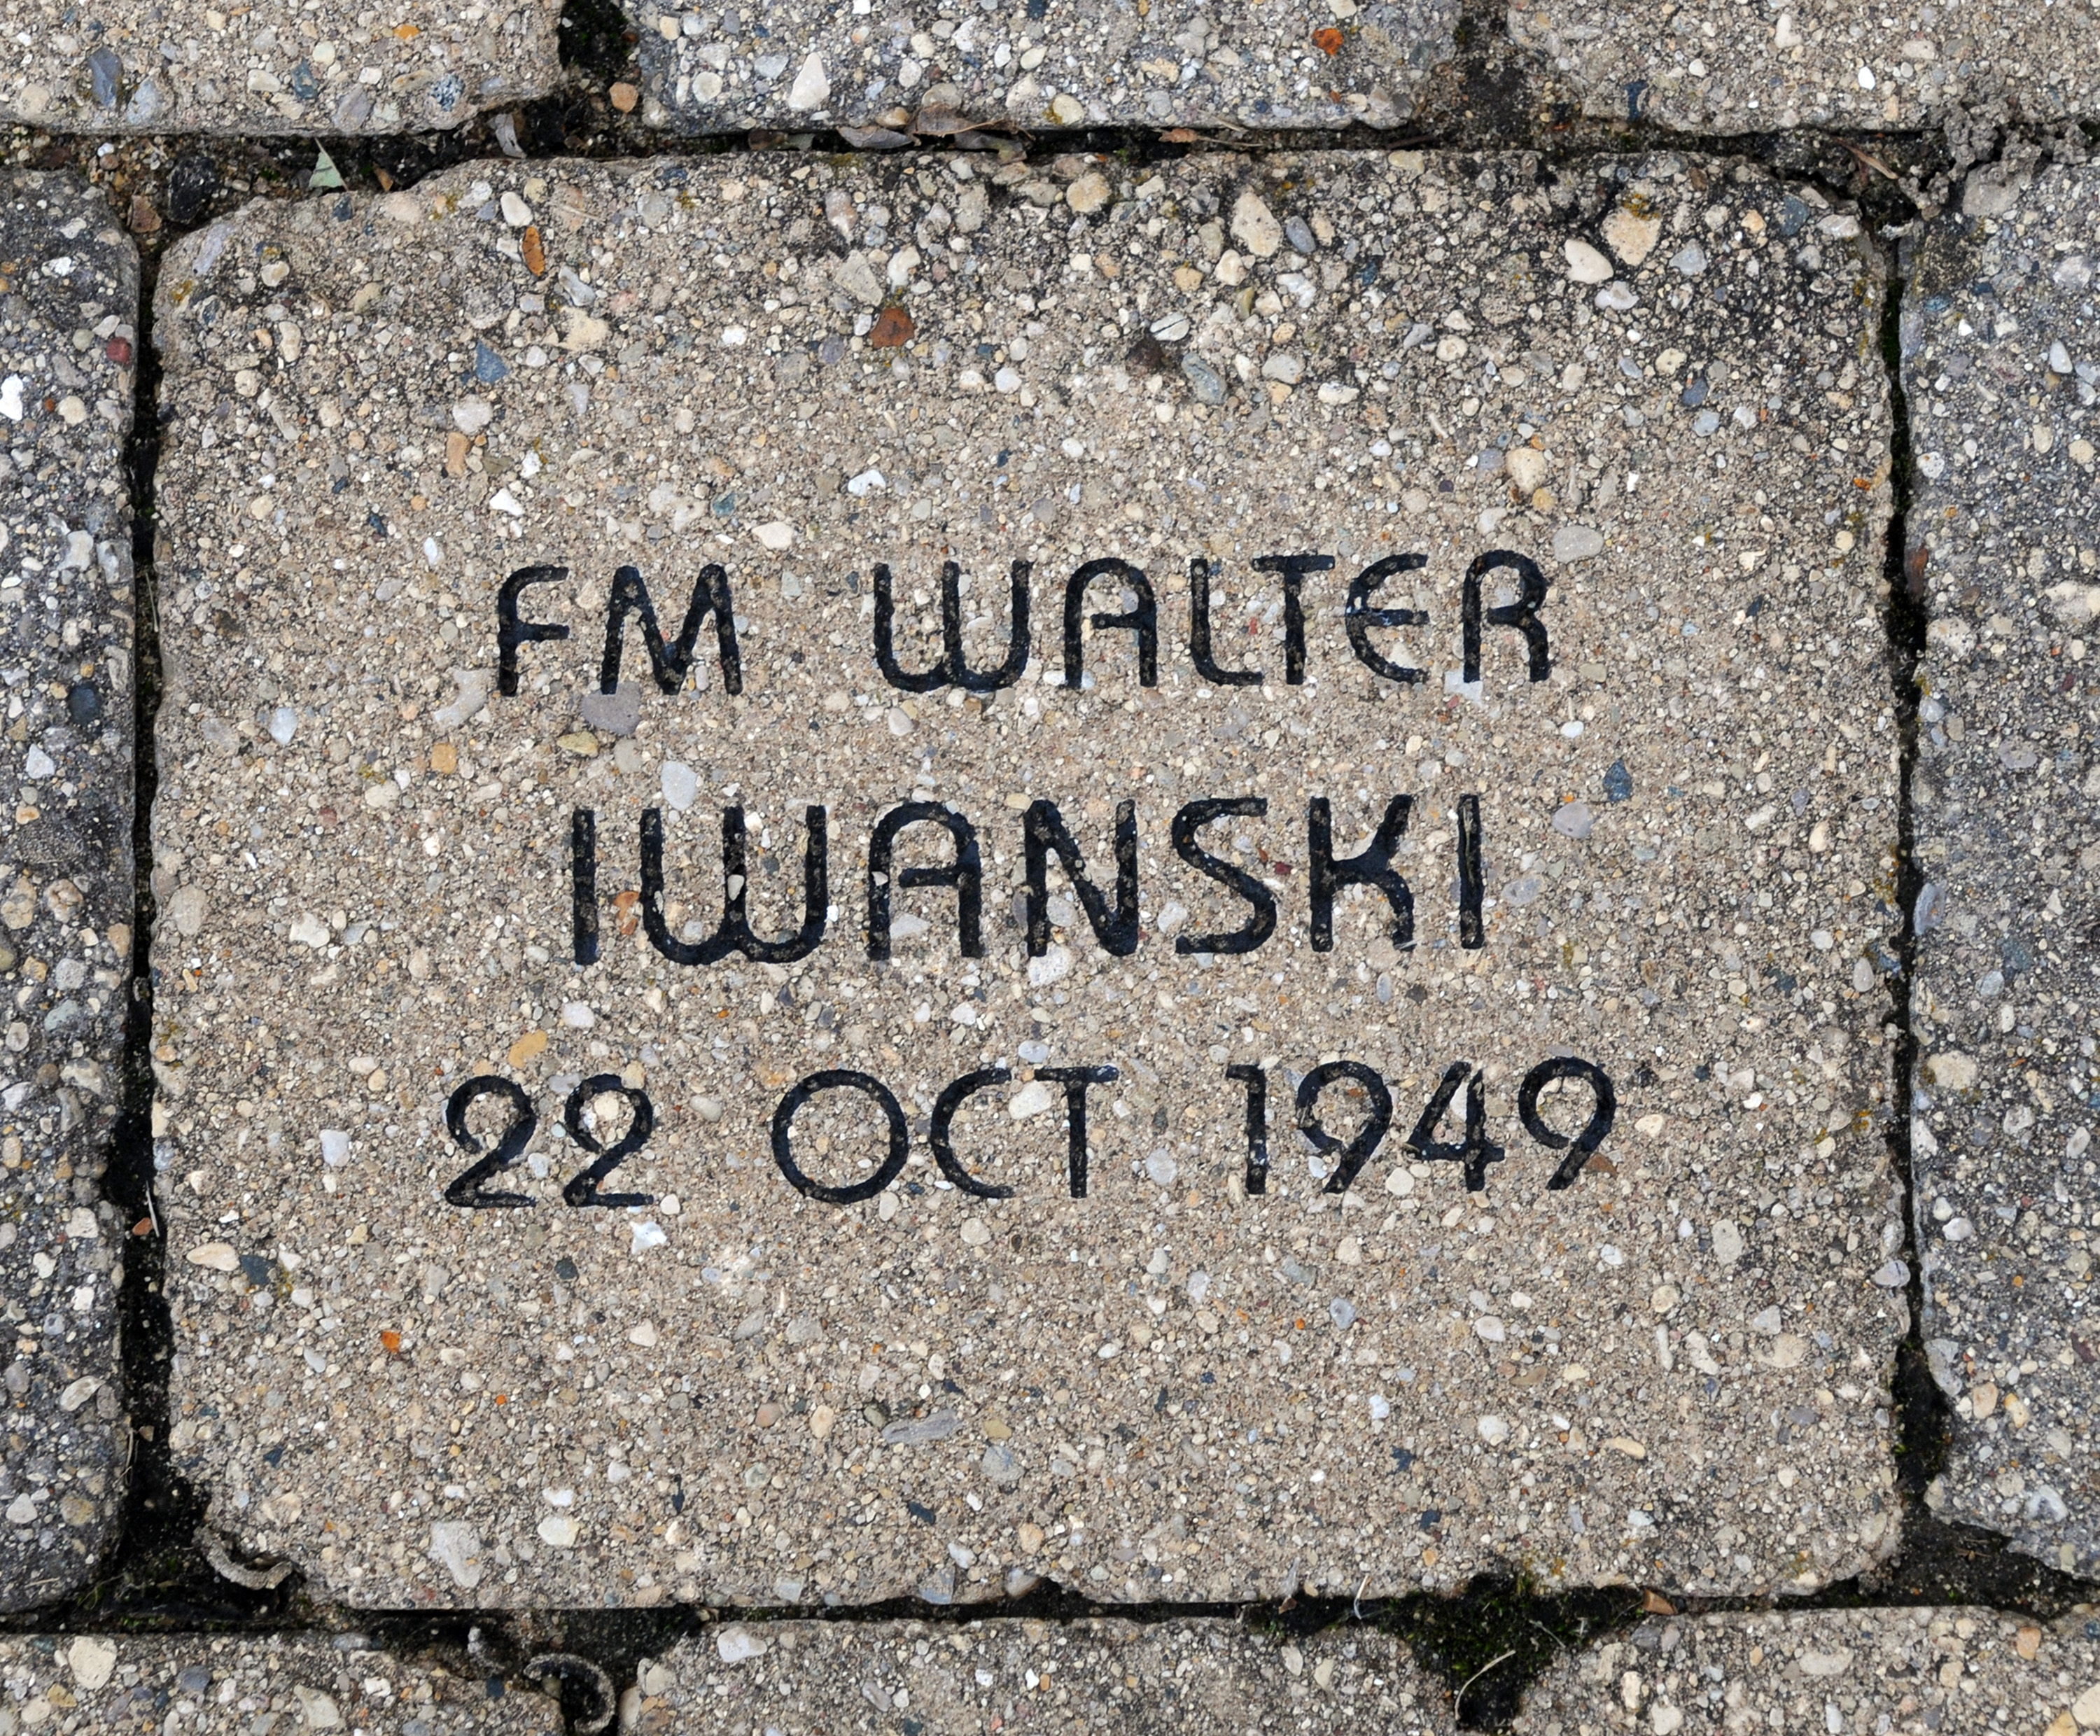 FM WALTER
IWANSKI
22 OCT 1949